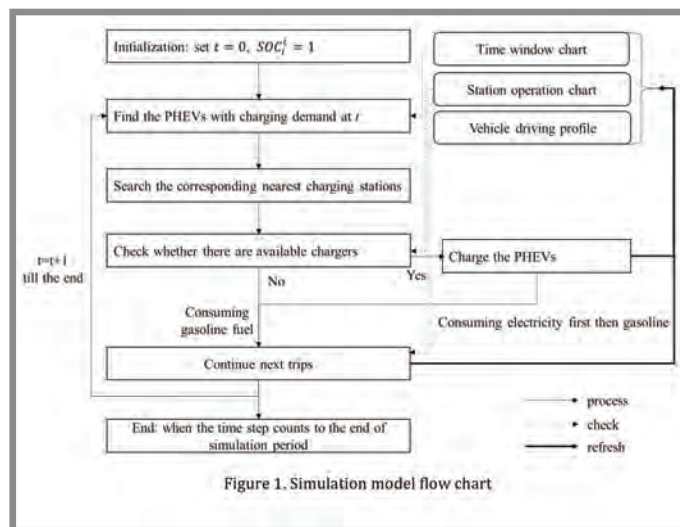 Initialization: set t = 0, SOC_i^t = 1
Time window chart
Station operation chart
Vehicle driving profile
Find the PHEVs with charging demand at t
Search the corresponding nearest charging stations
Check whether there are available chargers
Charge the PHEVs
t=t+1
till the end
No
Yes
Consuming
gasoline fuel
Consuming electricity first then gasoline
Continue next trips
End: when the time step counts to the end of
simulation period
process
check
refresh
Figure 1. Simulation model flow chart